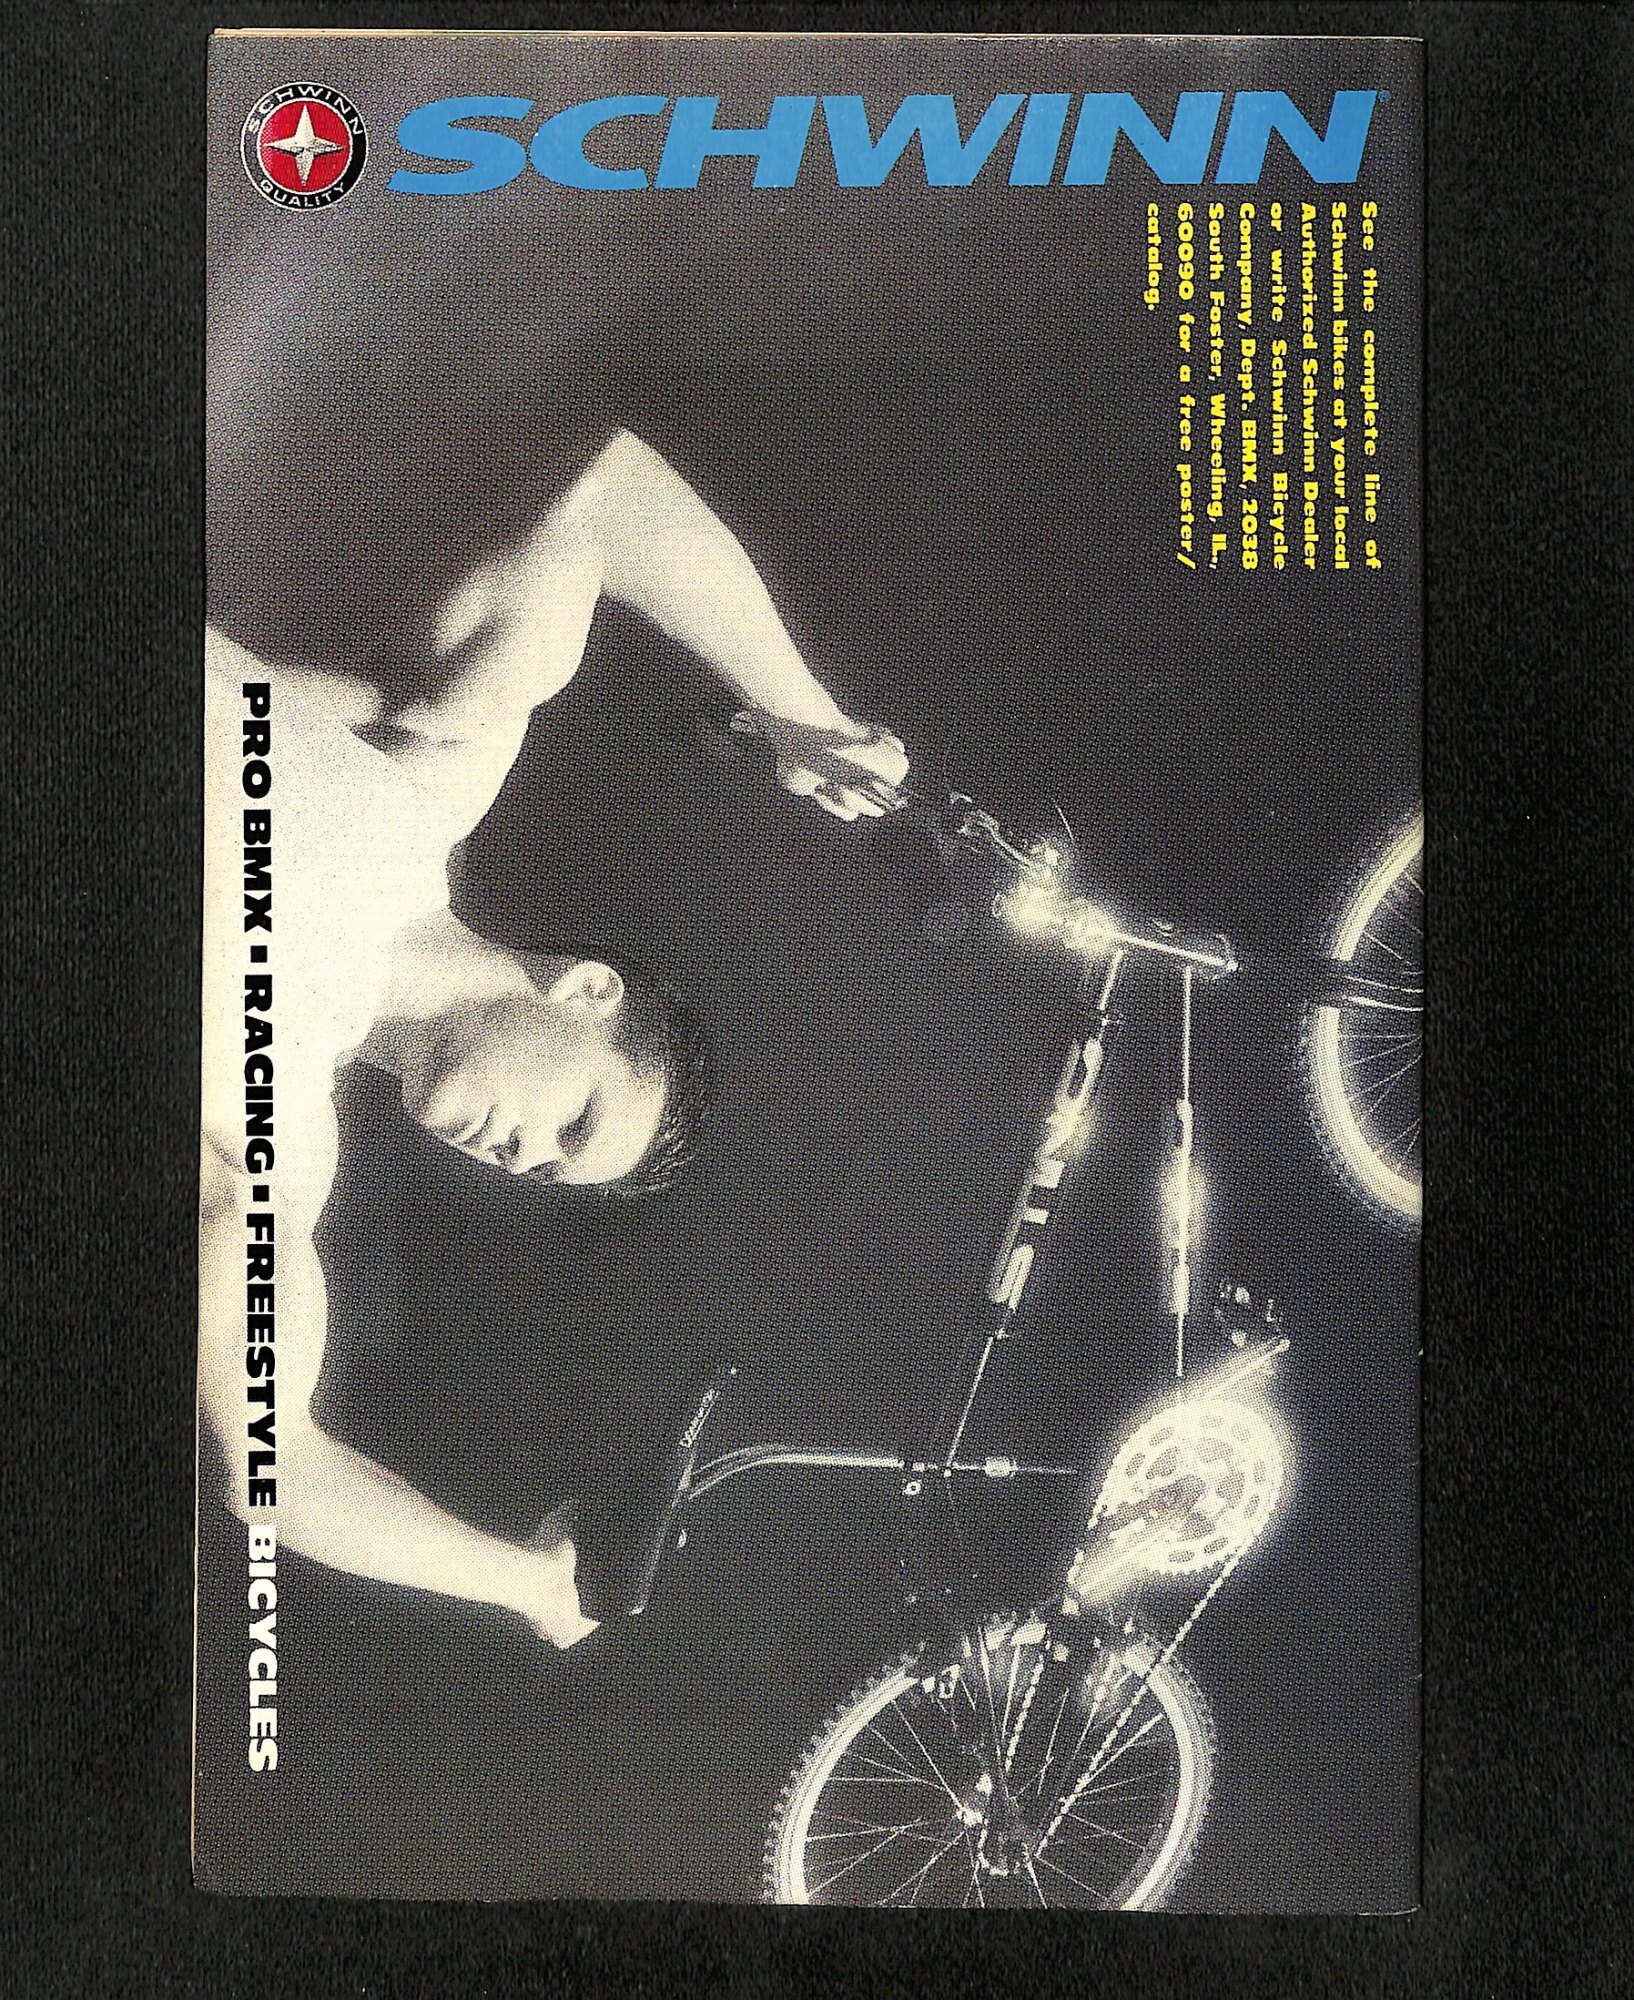 SCHWINN
QUALITY
SCHWINN®
See the complete line of
Schwinn bikes at your local
Authorized Schwinn Dealer
or write Schwinn Bicycle
Company, Dept. BMX, 2038
South Foster, Wheeling, IL.,
60090 for a free poster/
catalog.
PRO BMX ▪ RACING ▪ FREESTYLE BICYCLES